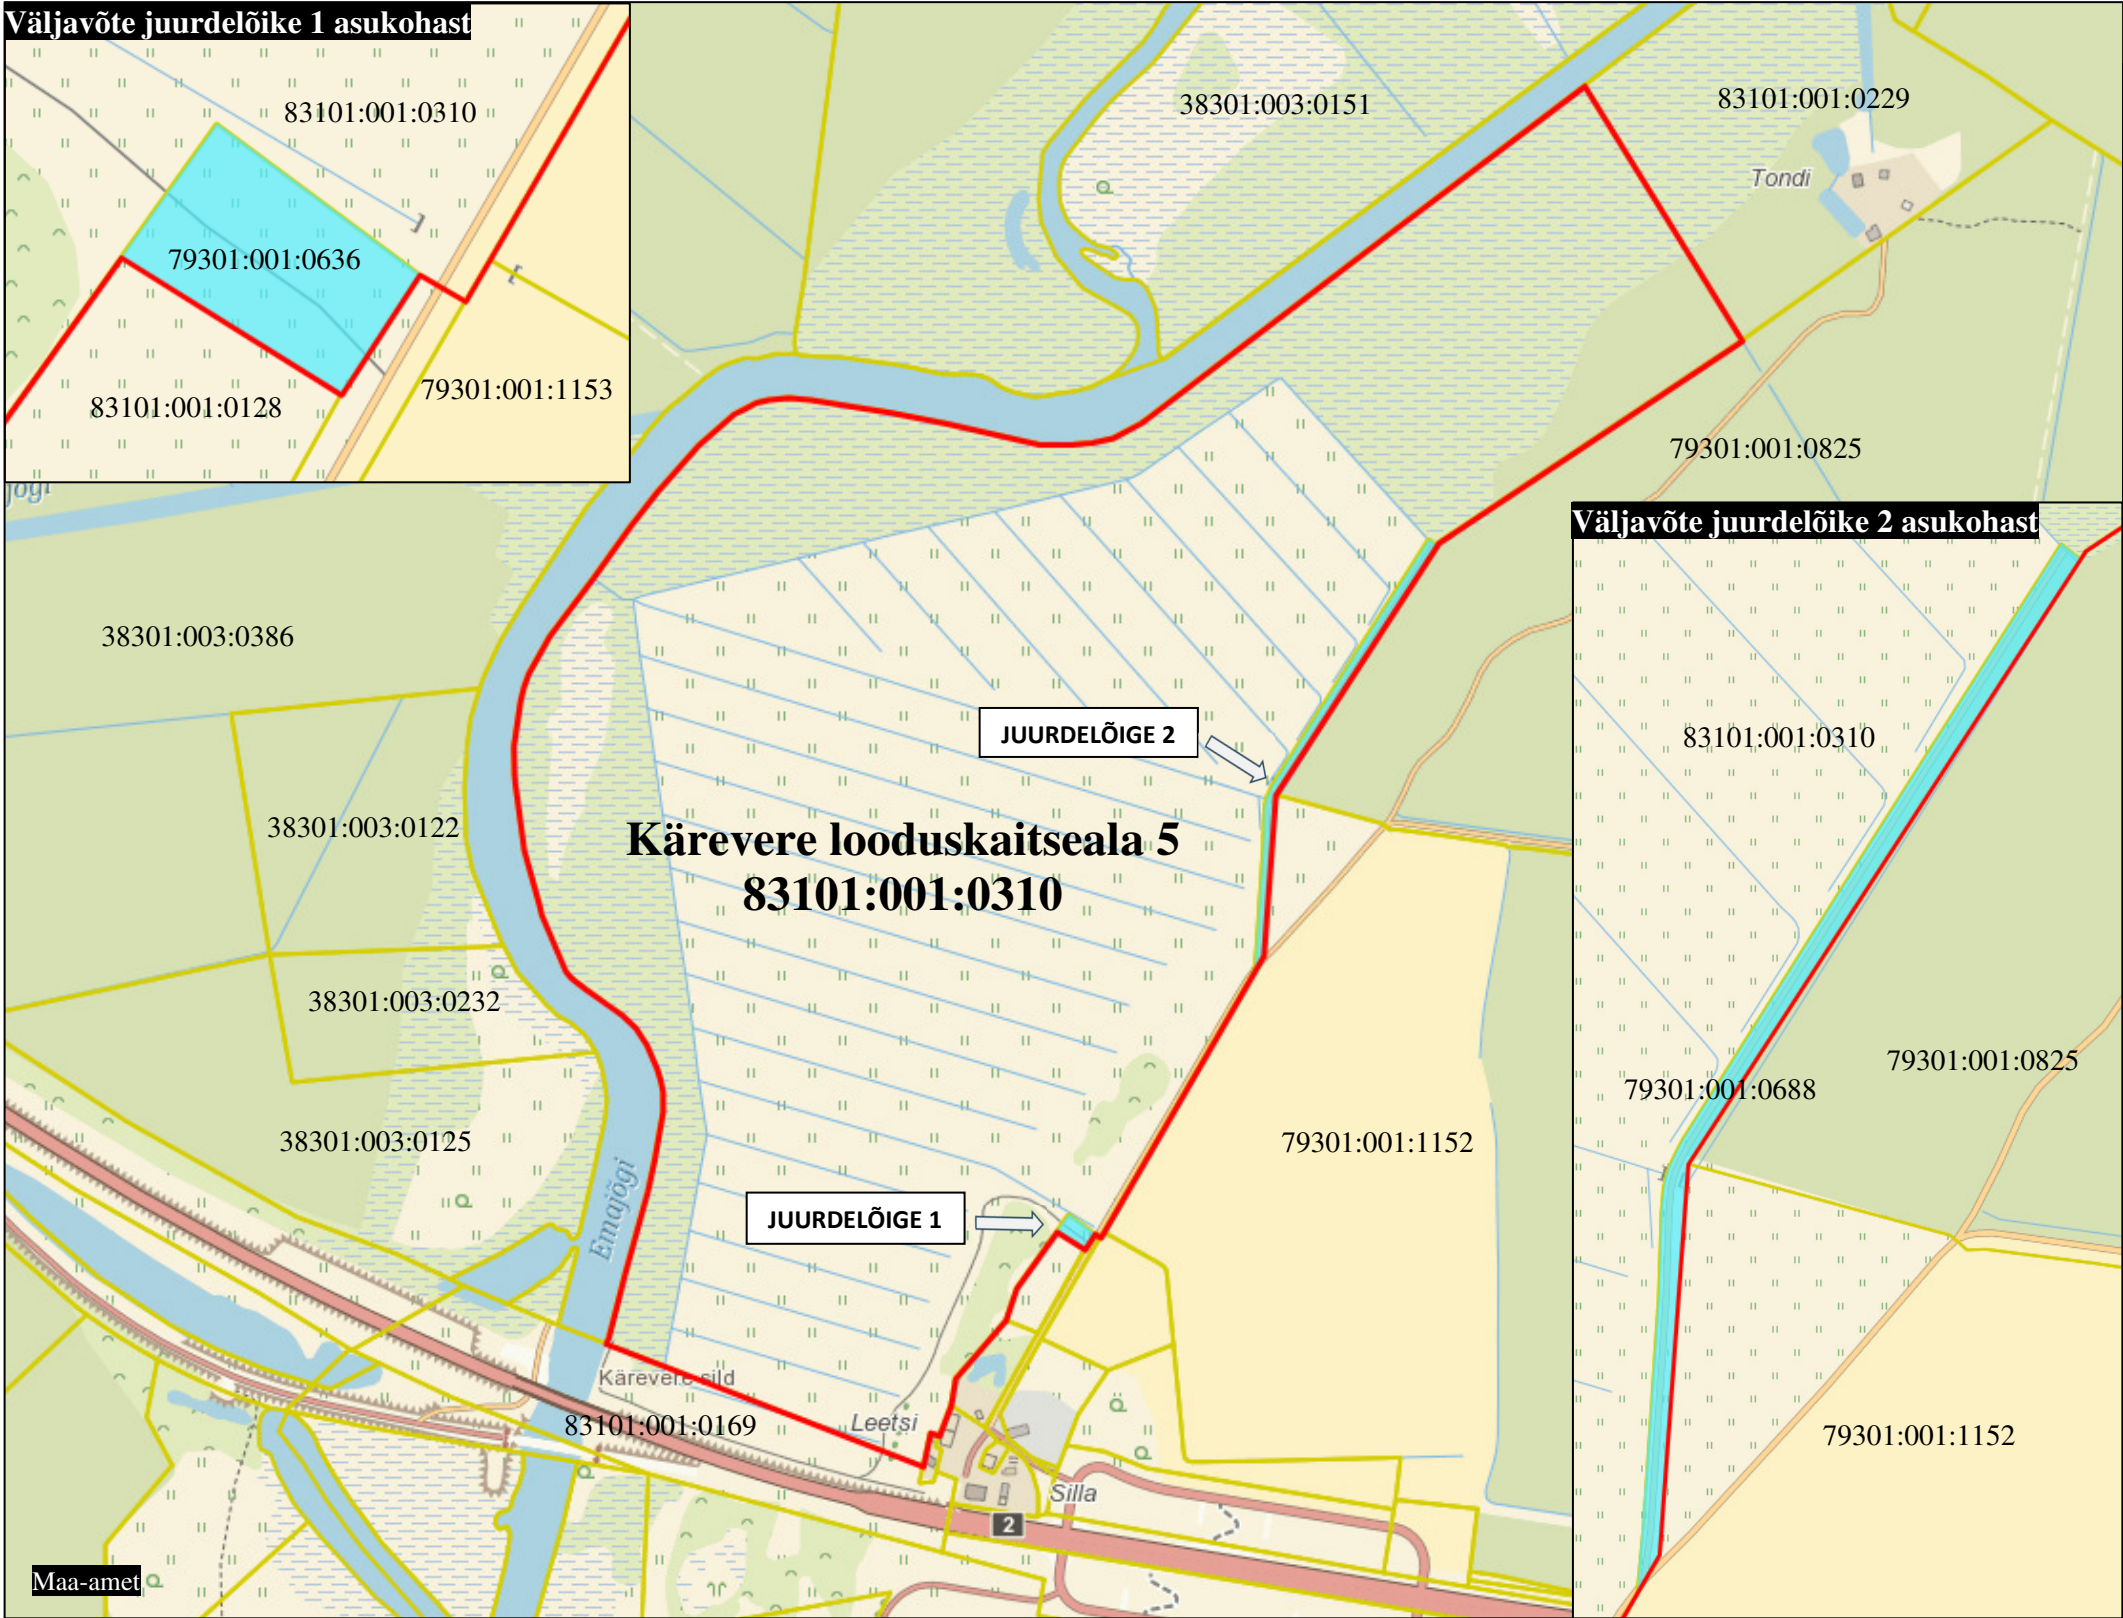 Väljavõte juurdelõike 1 asukohast
83101:001:0310
79301:001:0636
83101:001:0128
79301:001:1153
38301:003:0151
83101:001:0229
Tondi
79301:001:0825
jõgi
38301:003:0386
38301:003:0122
38301:003:0232
38301:003:0125
JUURDELÕIGE 2
Kärevere looduskaitseala 5
83101:001:0310
79301:001:1152
JUURDELÕIGE 1
Emajõgi
Kärevere sild
83101:001:0169
Leetsi
Silla
2
Maa-amet
Väljavõte juurdelõike 2 asukohast
83101:001:0310
79301:001:0688
79301:001:0825
79301:001:1152